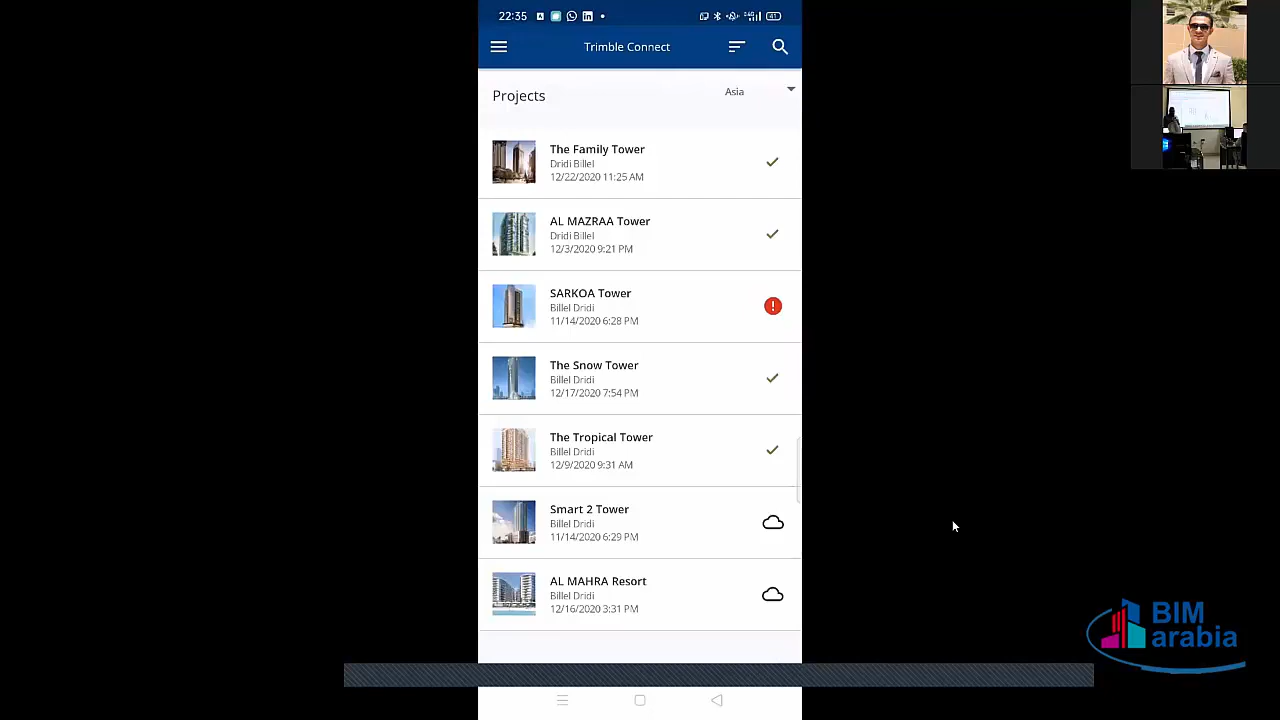 22:35
41
Trimble Connect
Projects
Asia
The Family Tower
Dridi Billel
12/22/2020 11:25 AM
AL MAZRAA Tower
Dridi Billel
12/3/2020 9:21 PM
SARKOA Tower
Billel Dridi
11/14/2020 6:28 PM
The Snow Tower
Billel Dridi
12/17/2020 7:54 PM
The Tropical Tower
Billel Dridi
12/9/2020 9:31 AM
Smart 2 Tower
Billel Dridi
11/14/2020 6:29 PM
AL MAHRA Resort
Billel Dridi
12/16/2020 3:31 PM
BIM
arabia